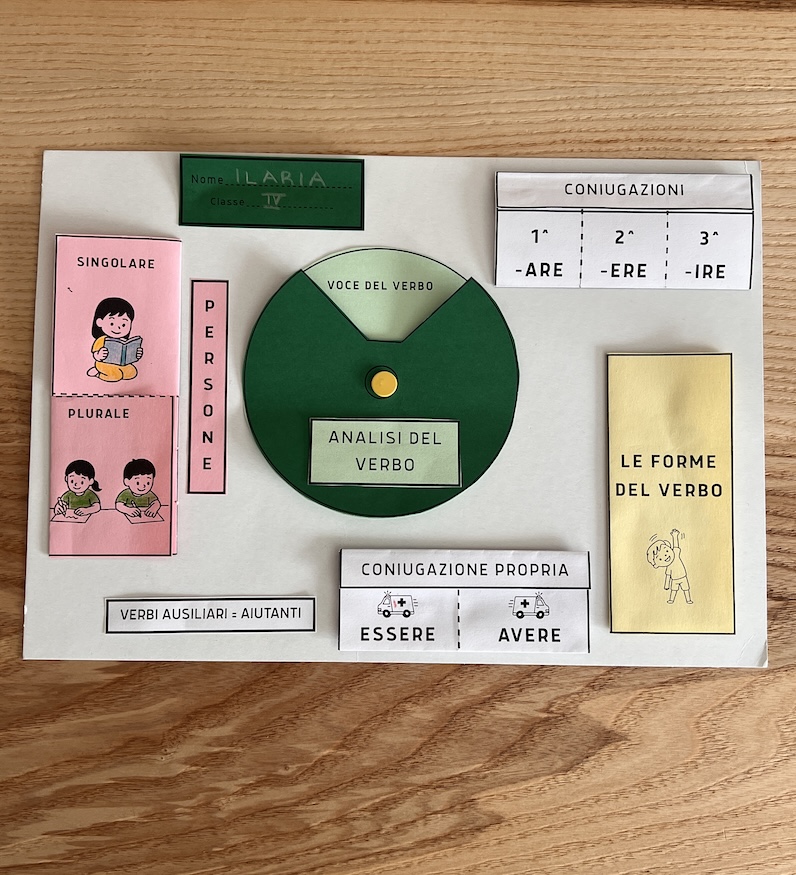 Nome ILARIA
Classe IV
CONIUGAZIONI
1^ 2^ 3^
-ARE -ERE -IRE
SINGOLARE
PLURALE
PERSONE
VOCE DEL VERBO
ANALISI DEL
VERBO
LE FORME
DEL VERBO
CONIUGAZIONE PROPRIA
ESSERE AVERE
VERBI AUSILIARI = AIUTANTI